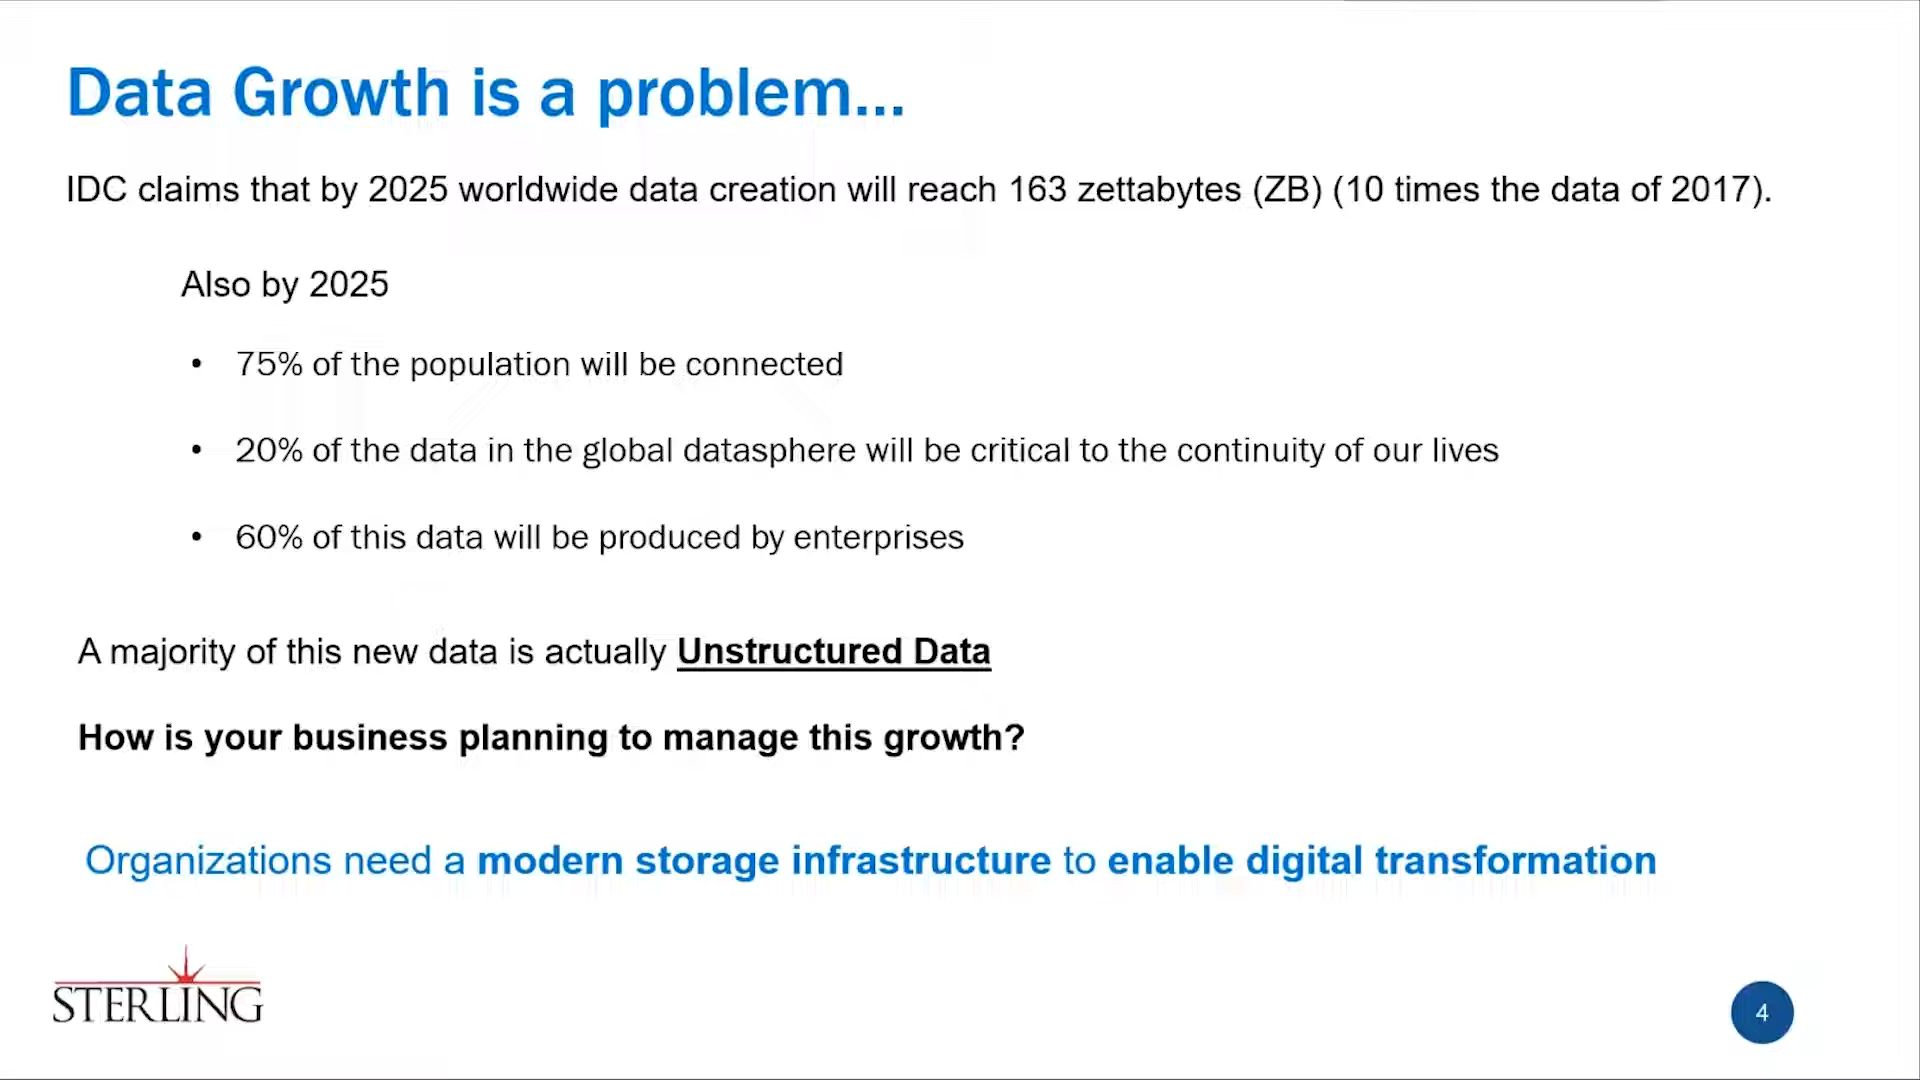 Data Growth is a problem...
IDC claims that by 2025 worldwide data creation will reach 163 zettabytes (ZB) (10 times the data of 2017).
Also by 2025
• 75% of the population will be connected
• 20% of the data in the global datasphere will be critical to the continuity of our lives
• 60% of this data will be produced by enterprises
A majority of this new data is actually Unstructured Data
How is your business planning to manage this growth?
Organizations need a modern storage infrastructure to enable digital transformation
STERLING
4